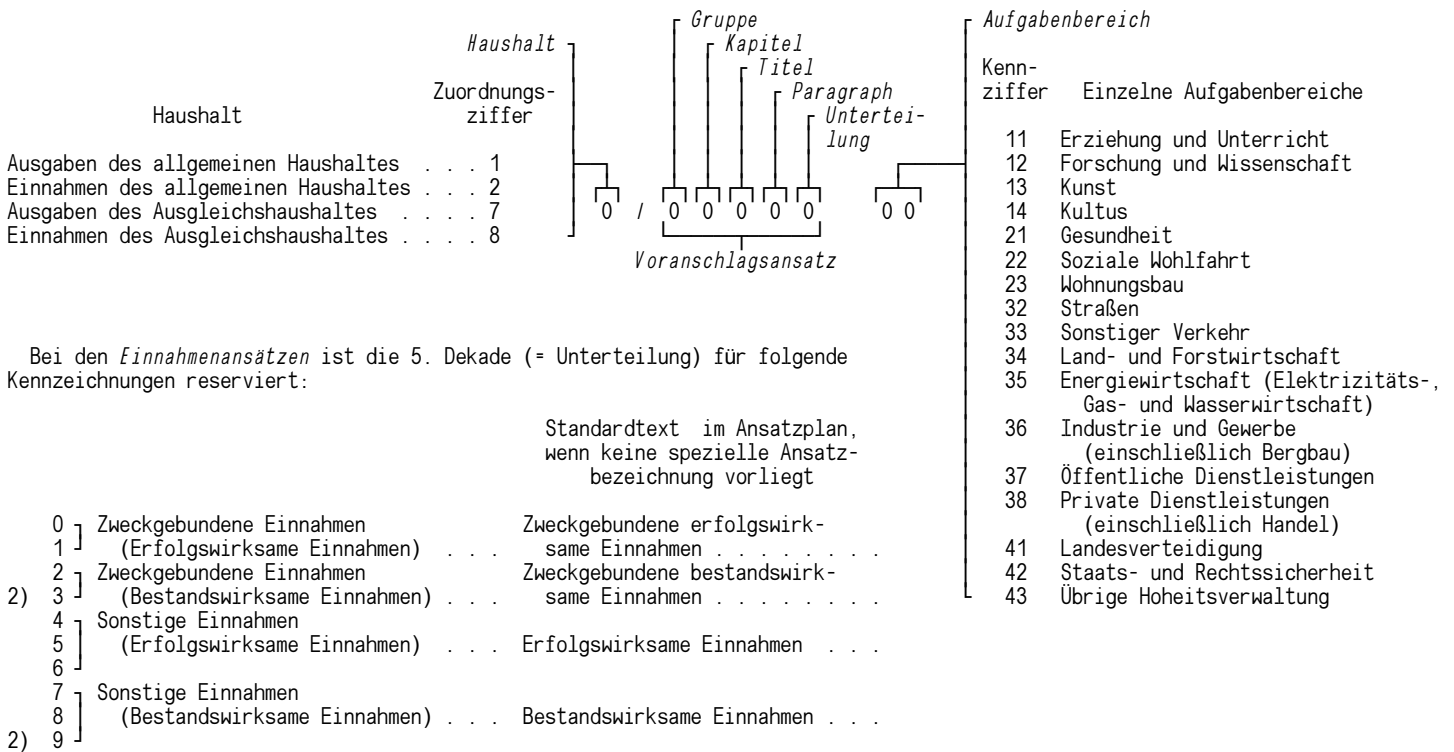 Gruppe
Kapitel
Titel
Paragraph
Untertei-
lung
Haushalt
Zuordnungs-
Haushalt ziffer
Ausgaben des allgemeinen Haushaltes . . . 1
Einnahmen des allgemeinen Haushaltes . . . 2
Ausgaben des Ausgleichshaushaltes . . . . 7
Einnahmen des Ausgleichshaushaltes . . . . 8
0 / 0 0 0 0 0 0 0
Voranschlagsansatz
Aufgabenbereich
Kenn-
ziffer Einzelne Aufgabenbereiche
11 Erziehung und Unterricht
12 Forschung und Wissenschaft
13 Kunst
14 Kultus
21 Gesundheit
22 Soziale Wohlfahrt
23 Wohnungsbau
32 Straßen
33 Sonstiger Verkehr
34 Land- und Forstwirtschaft
35 Energiewirtschaft (Elektrizitäts-,
Gas- und Wasserwirtschaft)
36 Industrie und Gewerbe
(einschließlich Bergbau)
37 Öffentliche Dienstleistungen
38 Private Dienstleistungen
(einschließlich Handel)
41 Landesverteidigung
42 Staats- und Rechtssicherheit
43 Übrige Hoheitsverwaltung
Bei den Einnahmenansätzen ist die 5. Dekade (= Unterteilung) für folgende
Kennzeichnungen reserviert:
Standardtext im Ansatzplan,
wenn keine spezielle Ansatz-
bezeichnung vorliegt
0 Zweckgebundene Einnahmen Zweckgebundene erfolgswirk-
1 (Erfolgswirksame Einnahmen) . . . same Einnahmen . . . . . . . .
2 Zweckgebundene Einnahmen Zweckgebundene bestandswirk-
2) 3 (Bestandswirksame Einnahmen) . . . same Einnahmen . . . . . . . .
4 Sonstige Einnahmen
5 (Erfolgswirksame Einnahmen) . . . Erfolgswirksame Einnahmen . . .
6
7 Sonstige Einnahmen
8 (Bestandswirksame Einnahmen) . . . Bestandswirksame Einnahmen . . .
2) 9